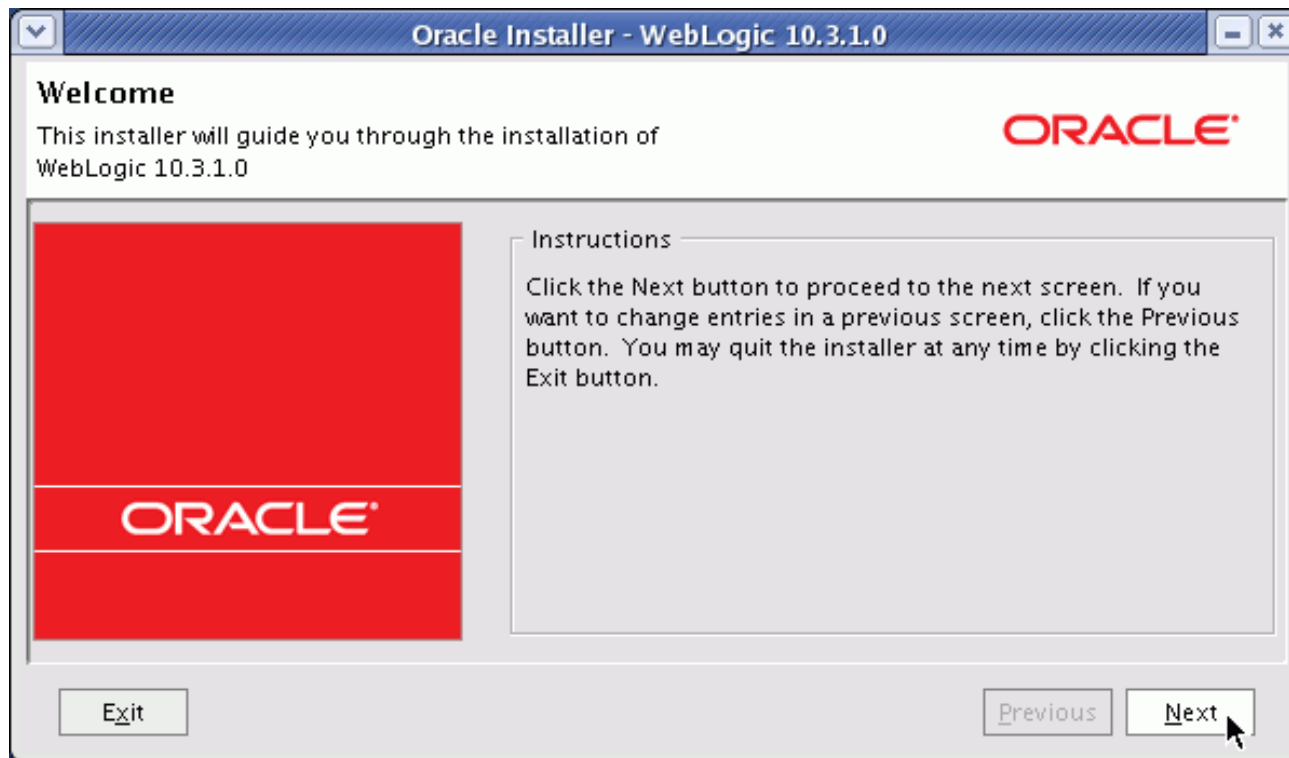 Oracle Installer - WebLogic 10.3.1.0
Welcome
This installer will guide you through the installation of
WebLogic 10.3.1.0
ORACLE
Instructions
Click the Next button to proceed to the next screen.  If you
want to change entries in a previous screen, click the Previous
button.  You may quit the installer at any time by clicking the
Exit button.
ORACLE
Exit
Previous
Next